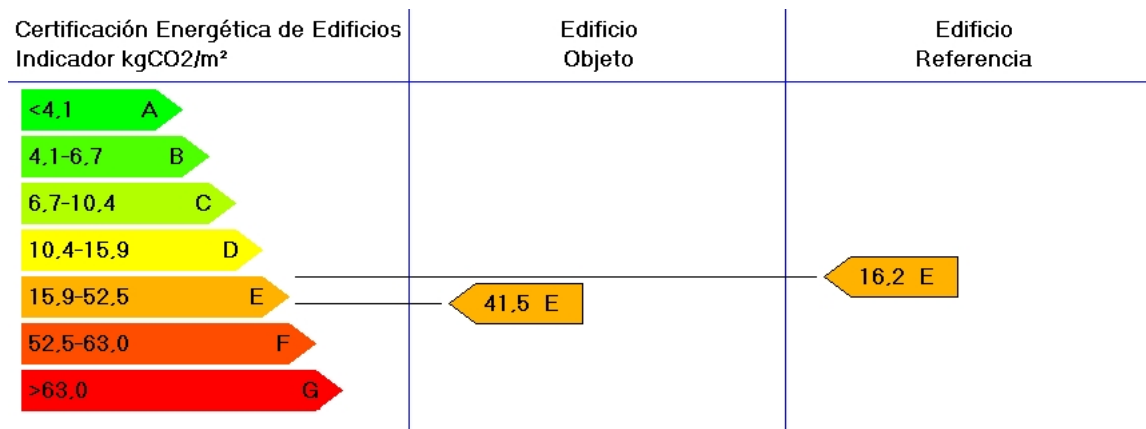 Certificación Energética de Edificios
Indicador kgCO2/m²
Edificio
Objeto
Edificio
Referencia
<4,1 A
4,1-6,7 B
6,7-10,4 C
10,4-15,9 D
15,9-52,5 E
52,5-63,0 F
>63,0 G
41,5 E
16,2 E